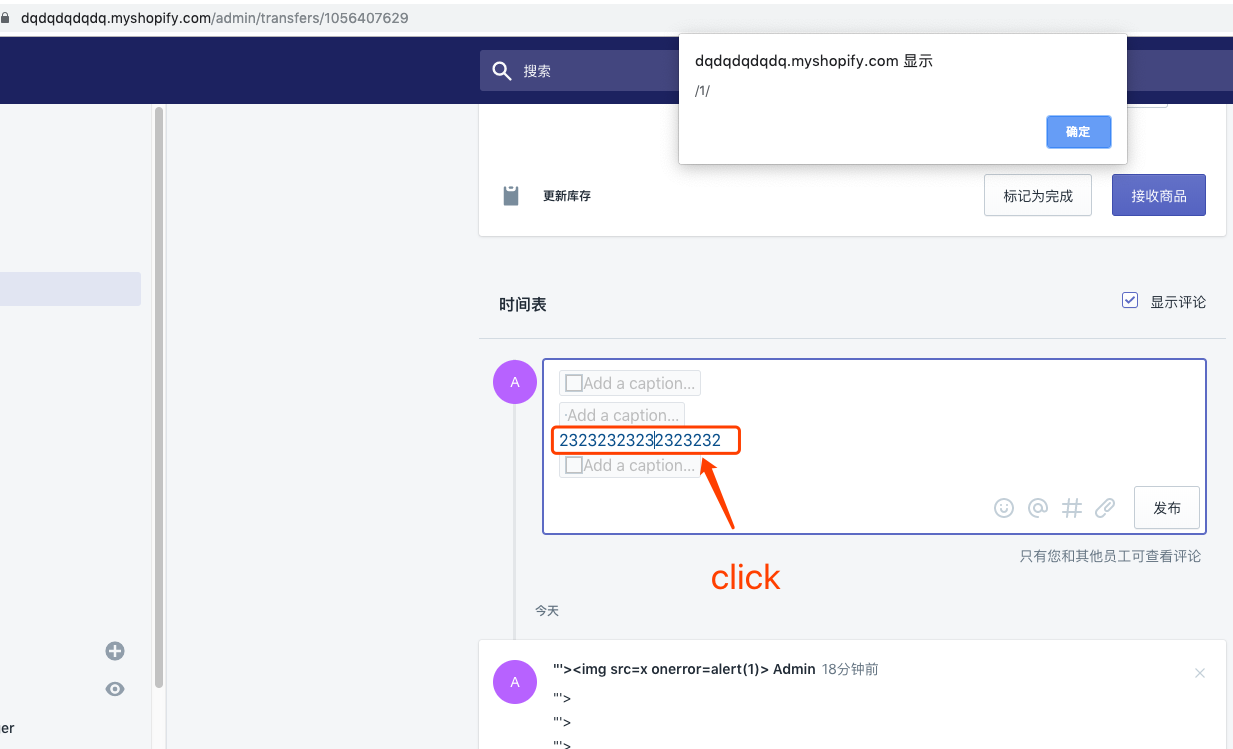 dqdqdqdqdq.myshopify.com/admin/transfers/1056407629
搜索
dqdqdqdqdq.myshopify.com 显示
/1/
确定
更新库存
标记为完成
接收商品
时间表
显示评论
A
Add a caption...
Add a caption...
23232323232323232
Add a caption...
发布
只有您和其他员工可查看评论
click
今天
A
"'><img src=x onerror=alert(1)> Admin 18分钟前
"'>
"'>
"'>
er